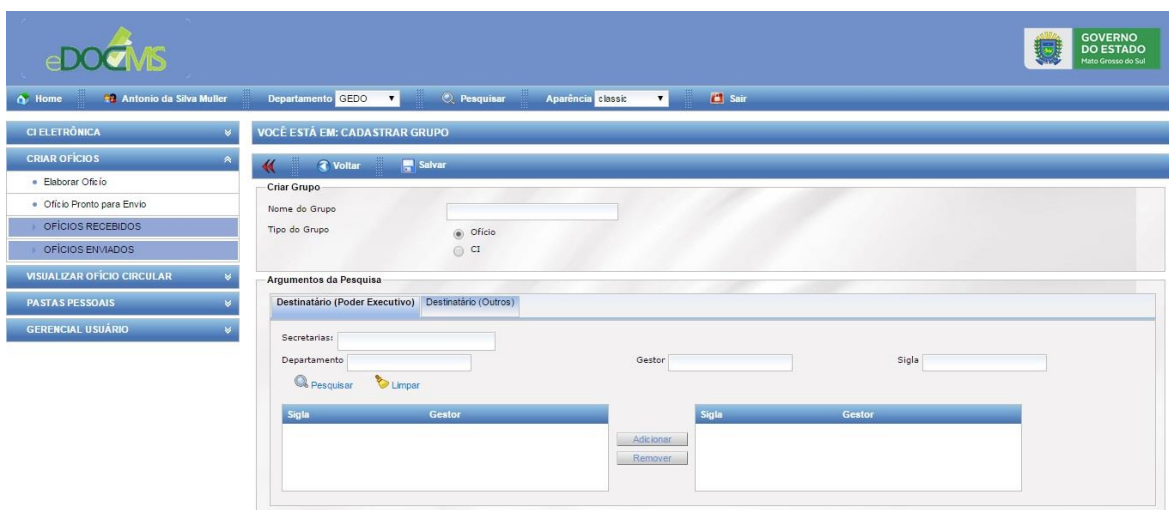 eDOCMS
GOVERNO
DO ESTADO
Mato Grosso do Sul
Home Antonio da Silva Muller Departamento GEDO Pesquisar Aparência classic Sair
CI ELETRÔNICA
CRIAR OFÍCIOS
Elaborar Ofício
Ofício Pronto para Envio
OFÍCIOS RECEBIDOS
OFÍCIOS ENVIADOS
VISUALIZAR OFÍCIO CIRCULAR
PASTAS PESSOAIS
GERENCIAL USUÁRIO
VOCÊ ESTÁ EM: CADASTRAR GRUPO
Voltar Salvar
Criar Grupo
Nome do Grupo
Tipo do Grupo Ofício
CI
Argumentos da Pesquisa
Destinatário (Poder Executivo) Destinatário (Outros)
Secretarias:
Departamento Gestor Sigla
Pesquisar Limpar
Sigla Gestor Sigla Gestor
Adicionar
Remover